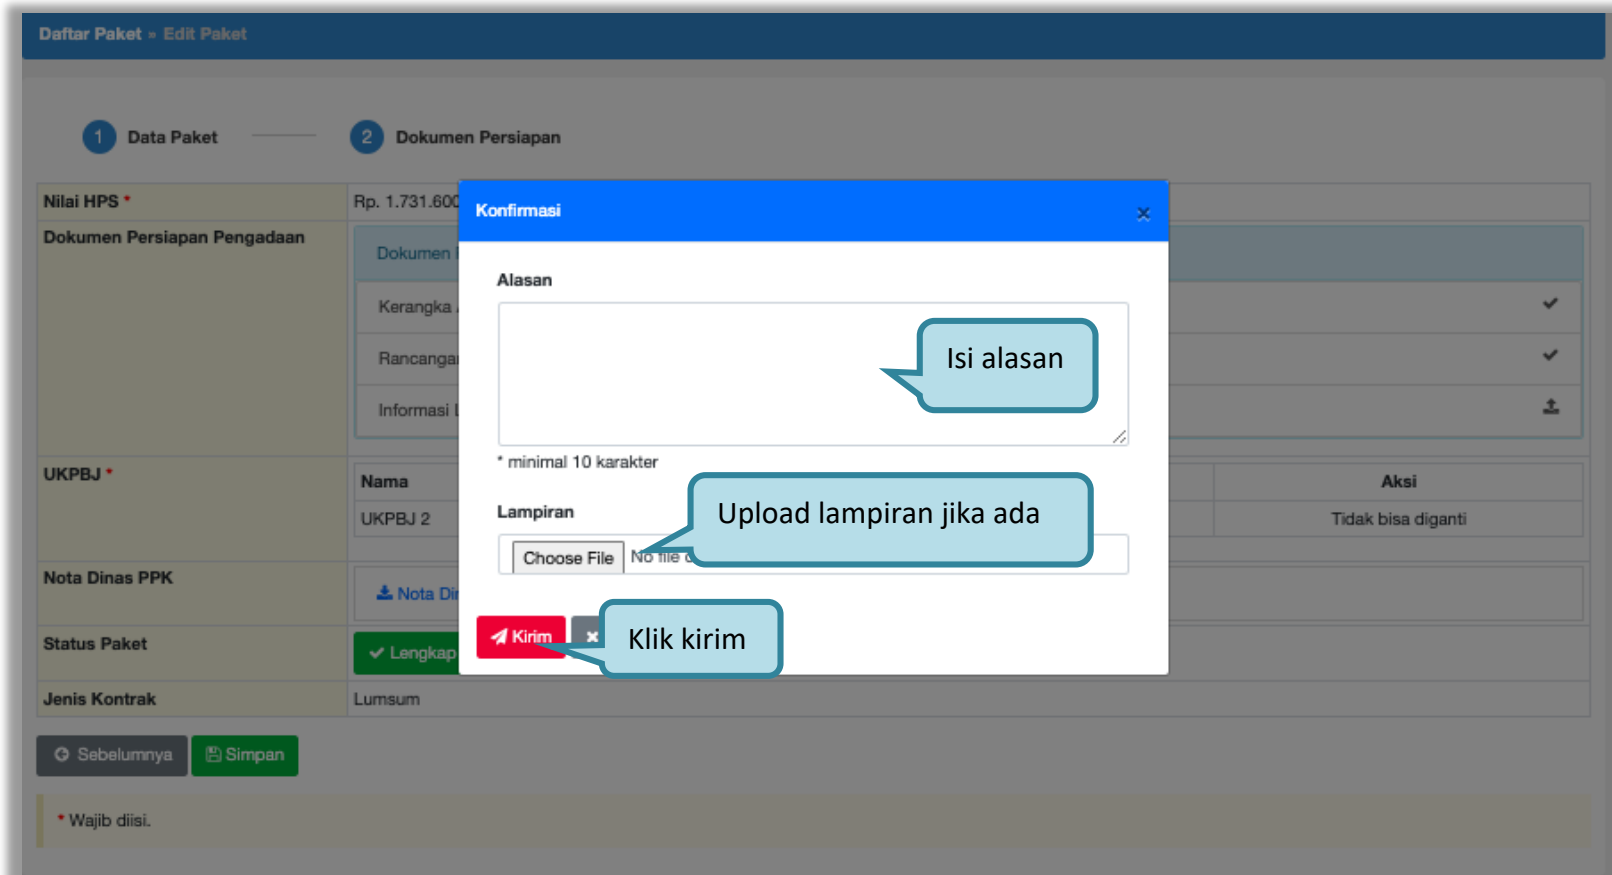 Daftar Paket » Edit Paket
1 Data Paket
2 Dokumen Persiapan
Nilai HPS *
Rp. 1.731.600
Dokumen Persiapan Pengadaan
Dokumen
Kerangka
Rancangan
Informasi
Konfirmasi ×
Alasan
Isi alasan
* minimal 10 karakter
Lampiran
Upload lampiran jika ada
Choose File No file
Kirim
Klik kirim
UKPBJ *
Nama Aksi
UKPBJ 2 Tidak bisa diganti
Nota Dinas PPK
Nota
Status Paket
Lengkap
Jenis Kontrak
Lumsum
Sebelumnya Simpan
* Wajib diisi.